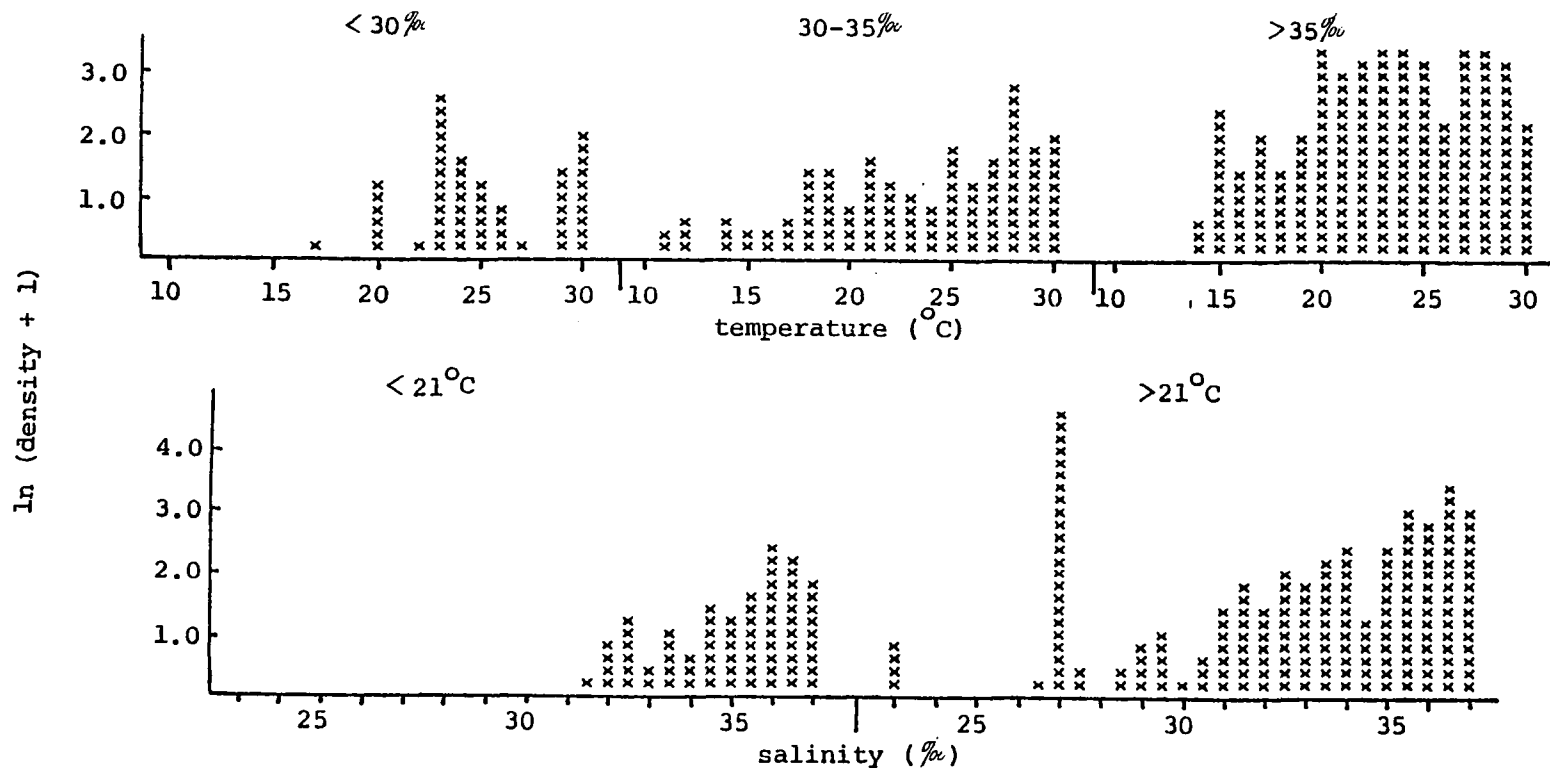 < 30‰ 30-35‰ >35‰
3.0
2.0
1.0
10 15 20 25 30 10 15 20 25 30 10 15 20 25 30
temperature (°C)
ln (density + 1)
< 21°C >21°C
4.0
3.0
2.0
1.0
25 30 35 25 30 35
salinity (‰)